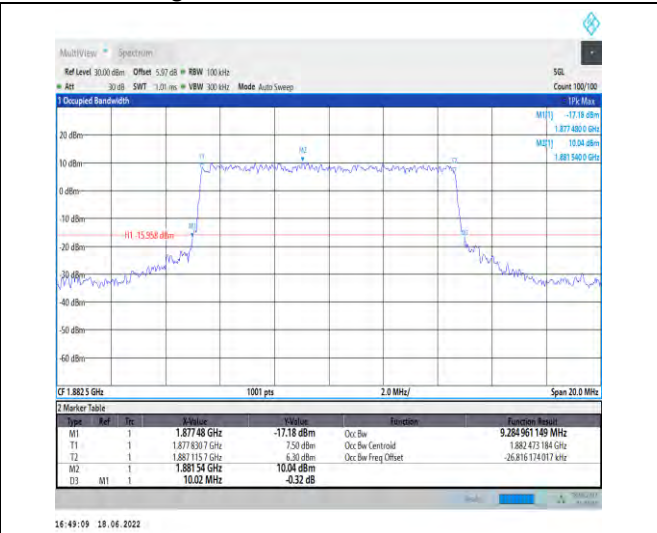 MultiView Spectrum
Ref Level 30.00 dBm Offset 5.97 dB RBW 100 kHz SGL
Att 30 dB SWT 1.01 ms VBW 300 kHz Mode Auto Sweep Count 100/100
1 Occupied Bandwidth 1Pk Max
M1[1] -17.18 dBm
1.877 480 0 GHz
20 dBm M2[1] 10.04 dBm
1.881 540 0 GHz
M2
T1
10 dBm
0 dBm
-10 dBm
H1 -15.958 dBm
-20 dBm
-30 dBm
-40 dBm
-50 dBm
-60 dBm
CF 1.882 5 GHz 1001 pts 2.0 MHz/ Span 20.0 MHz
2 Marker Table
Type Ref Trc X-Value Y-Value Function Function Result
M1 1 1.877 48 GHz -17.18 dBm Occ Bw 9.284 961 149 MHz
T1 1 1.877 830 7 GHz 7.50 dBm Occ Bw Centroid 1.882 473 184 GHz
T2 1 1.887 115 7 GHz 6.30 dBm Occ Bw Freq Offset -26.816 174 017 kHz
M2 1 1.881 54 GHz 10.04 dBm
D3 M1 1 10.02 MHz -0.32 dB
16:49:09 18.06.2022